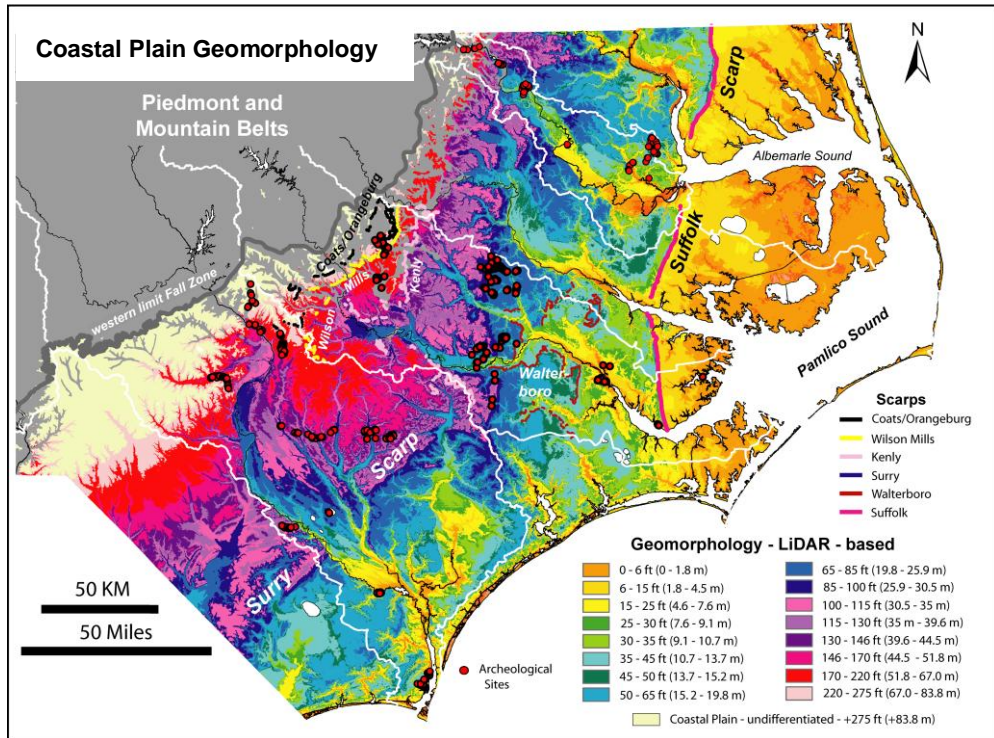 Coastal Plain Geomorphology
N
Piedmont and
Mountain Belts
Scarp
Albemarle Sound
Coats/Orangeburg
Suffolk
western limit Fall Zone
Wilson
Mills
Kenly
Pamlico Sound
Walter-
boro
Scarp
Surry
Scarps
Coats/Orangeburg
Wilson Mills
Kenly
Surry
Walterboro
Suffolk
50 KM
50 Miles
Archeological
Sites
Geomorphology - LiDAR - based
0 - 6 ft (0 - 1.8 m)
6 - 15 ft (1.8 - 4.5 m)
15 - 25 ft (4.6 - 7.6 m)
25 - 30 ft (7.6 - 9.1 m)
30 - 35 ft (9.1 - 10.7 m)
35 - 45 ft (10.7 - 13.7 m)
45 - 50 ft (13.7 - 15.2 m)
50 - 65 ft (15.2 - 19.8 m)
65 - 85 ft (19.8 - 25.9 m)
85 - 100 ft (25.9 - 30.5 m)
100 - 115 ft (30.5 - 35 m)
115 - 130 ft (35 m - 39.6 m)
130 - 146 ft (39.6 - 44.5 m)
146 - 170 ft (44.5 - 51.8 m)
170 - 220 ft (51.8 - 67.0 m)
220 - 275 ft (67.0 - 83.8 m)
Coastal Plain - undifferentiated - +275 ft (+83.8 m)